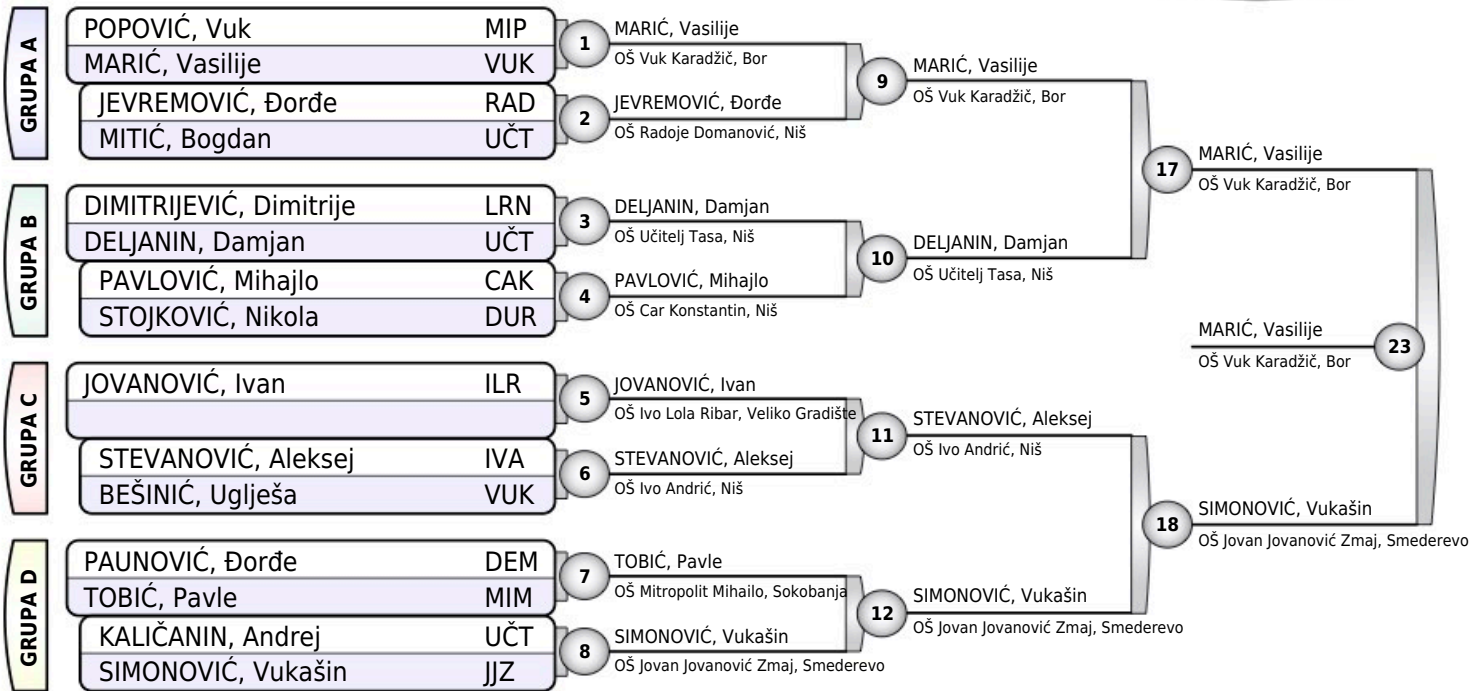 GRUPA A
POPOVIĆ, Vuk MIP
MARIĆ, Vasilije VUK
JEVREMOVIĆ, Đorđe RAD
MITIĆ, Bogdan UČT
GRUPA B
DIMITRIJEVIĆ, Dimitrije LRN
DELJANIN, Damjan UČT
PAVLOVIĆ, Mihajlo CAK
STOJKOVIĆ, Nikola DUR
GRUPA C
JOVANOVIĆ, Ivan ILR
STEVANOVIĆ, Aleksej IVA
BEŠINIĆ, Uglješa VUK
GRUPA D
PAUNOVIĆ, Đorđe DEM
TOBIĆ, Pavle MIM
KALIČANIN, Andrej UČT
SIMONOVIĆ, Vukašin JJZ
1
MARIĆ, Vasilije
OŠ Vuk Karadžič, Bor
2
JEVREMOVIĆ, Đorđe
OŠ Radoje Domanović, Niš
3
DELJANIN, Damjan
OŠ Učitelj Tasa, Niš
4
PAVLOVIĆ, Mihajlo
OŠ Car Konstantin, Niš
5
JOVANOVIĆ, Ivan
OŠ Ivo Lola Ribar, Veliko Gradište
6
STEVANOVIĆ, Aleksej
OŠ Ivo Andrić, Niš
7
TOBIĆ, Pavle
OŠ Mitropolit Mihailo, Sokobanja
8
SIMONOVIĆ, Vukašin
OŠ Jovan Jovanović Zmaj, Smederevo
9
MARIĆ, Vasilije
OŠ Vuk Karadžič, Bor
10
DELJANIN, Damjan
OŠ Učitelj Tasa, Niš
11
STEVANOVIĆ, Aleksej
OŠ Ivo Andrić, Niš
12
SIMONOVIĆ, Vukašin
OŠ Jovan Jovanović Zmaj, Smederevo
17
MARIĆ, Vasilije
OŠ Vuk Karadžič, Bor
18
SIMONOVIĆ, Vukašin
OŠ Jovan Jovanović Zmaj, Smederevo
MARIĆ, Vasilije
OŠ Vuk Karadžič, Bor
23